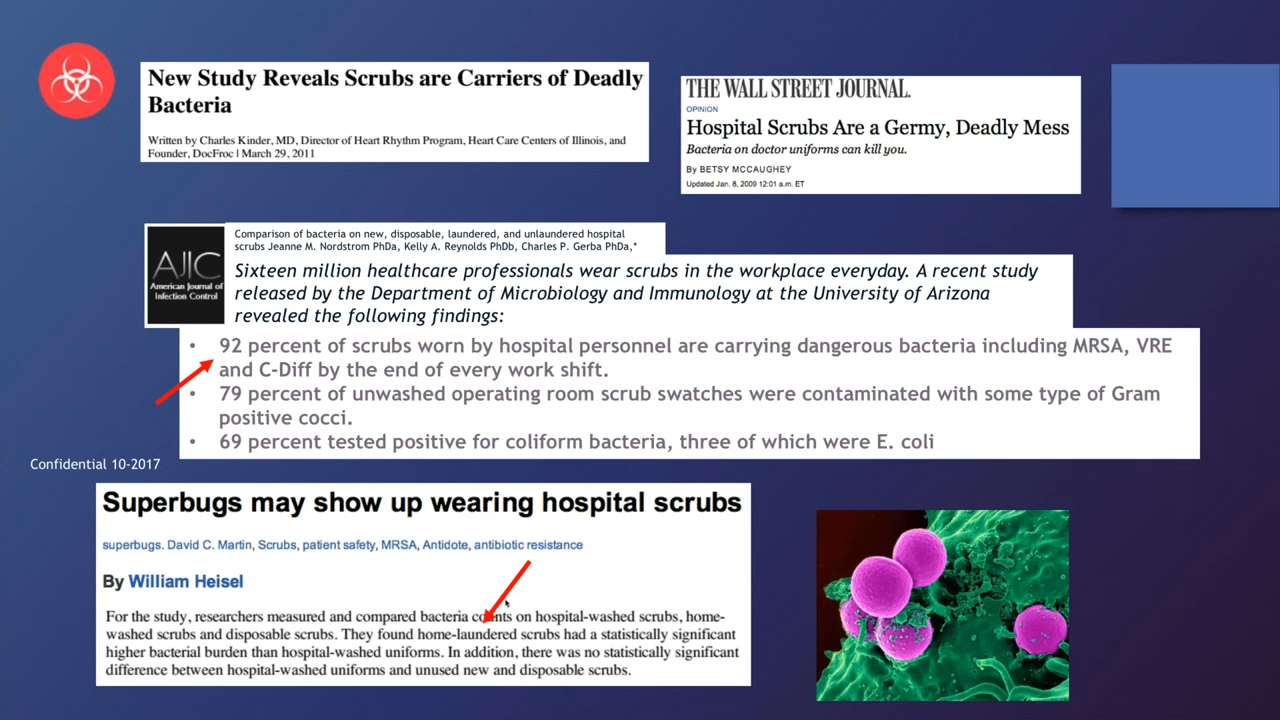 New Study Reveals Scrubs are Carriers of Deadly
Bacteria
Written by Charles Kinder, MD, Director of Heart Rhythm Program, Heart Care Centers of Illinois, and
Founder, DocFroc | March 29, 2011
THE WALL STREET JOURNAL.
OPINION
Hospital Scrubs Are a Germy, Deadly Mess
Bacteria on doctor uniforms can kill you.
By BETSY MCCAUGHEY
Updated Jan. 8, 2009 12:01 a.m. ET
AJIC
American Journal of
Infection Control
Comparison of bacteria on new, disposable, laundered, and unlaundered hospital
scrubs Jeanne M. Nordstrom PhDa, Kelly A. Reynolds PhDb, Charles P. Gerba PhDa,*
Sixteen million healthcare professionals wear scrubs in the workplace everyday. A recent study
released by the Department of Microbiology and Immunology at the University of Arizona
revealed the following findings:
• 92 percent of scrubs worn by hospital personnel are carrying dangerous bacteria including MRSA, VRE
and C-Diff by the end of every work shift.
• 79 percent of unwashed operating room scrub swatches were contaminated with some type of Gram
positive cocci.
• 69 percent tested positive for coliform bacteria, three of which were E. coli
Confidential 10-2017
Superbugs may show up wearing hospital scrubs
superbugs. David C. Martin, Scrubs, patient safety, MRSA, Antidote, antibiotic resistance
By William Heisel
For the study, researchers measured and compared bacteria counts on hospital-washed scrubs, home-
washed scrubs and disposable scrubs. They found home-laundered scrubs had a statistically significant
higher bacterial burden than hospital-washed uniforms. In addition, there was no statistically significant
difference between hospital-washed uniforms and unused new and disposable scrubs.